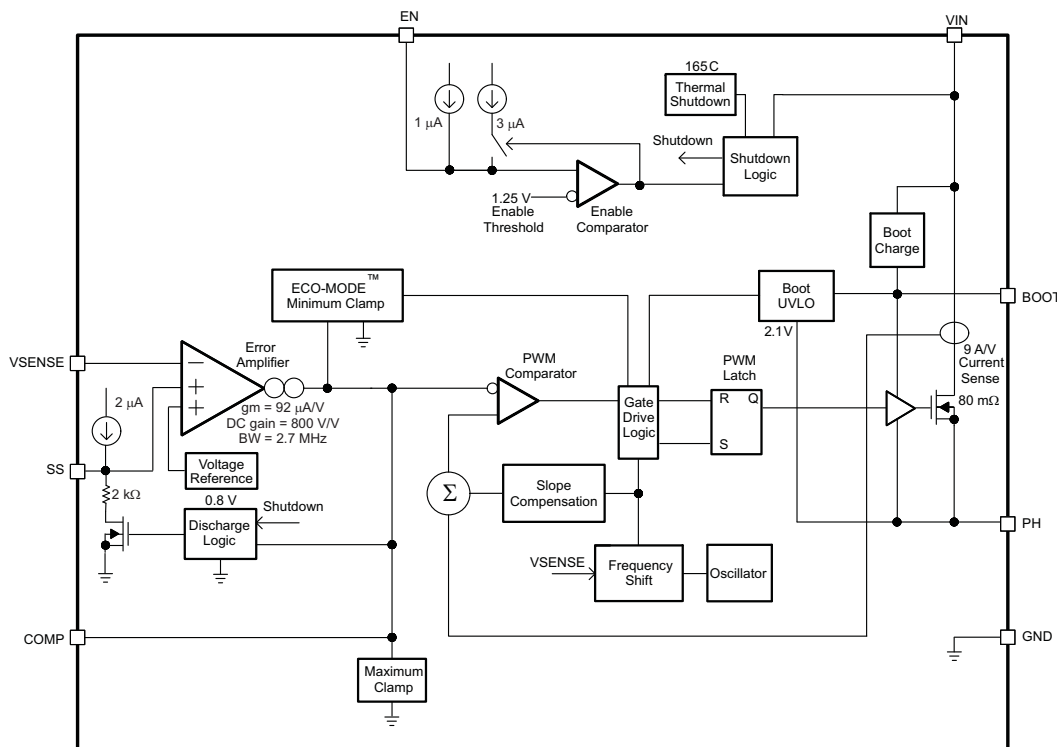 EN
VIN
165C
Thermal
Shutdown
1 μA
3 μA
Shutdown
Shutdown
Logic
1.25 V
Enable
Threshold
Enable
Comparator
Boot
Charge
ECO-MODE™
Minimum Clamp
Boot
UVLO
BOOT
2.1V
VSENSE
Error
Amplifier
PWM
Comparator
PWM
Latch
9 A/V
Current
Sense
80 mΩ
gm = 92 μA/V
DC gain = 800 V/V
BW = 2.7 MHz
2 μA
Gate
Drive
Logic
R
Q
S
SS
Voltage
Reference
2 kΩ
0.8 V
Shutdown
Discharge
Logic
Σ
Slope
Compensation
PH
VSENSE
Frequency
Shift
Oscillator
COMP
GND
Maximum
Clamp